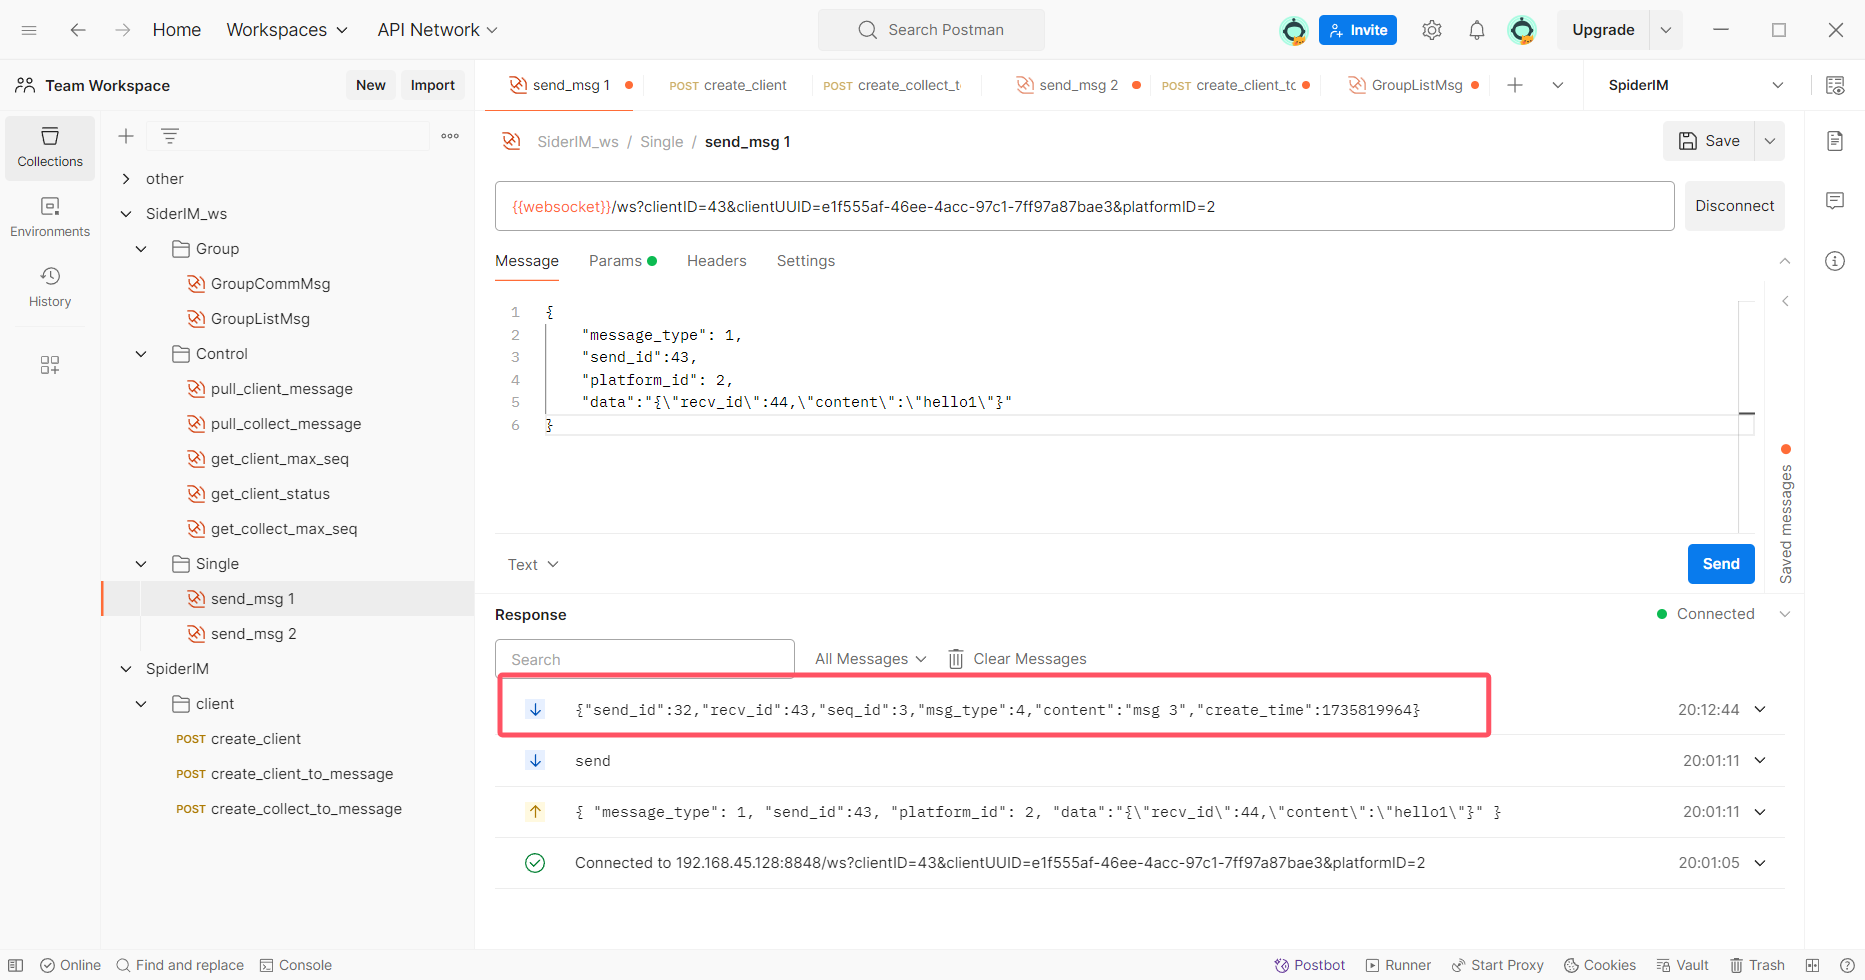 Home
Workspaces
API Network
Search Postman
Invite
Upgrade
Team Workspace
New
Import
send_msg 1
POST create_client
POST create_collect_t
send_msg 2
POST create_client_tc
GroupListMsg
SpiderIM
Collections
Environments
History
other
SiderIM_ws
Group
GroupCommMsg
GroupListMsg
Control
pull_client_message
pull_collect_message
get_client_max_seq
get_client_status
get_collect_max_seq
Single
send_msg 1
send_msg 2
SpiderIM
client
POST create_client
POST create_client_to_message
POST create_collect_to_message
SiderIM_ws / Single / send_msg 1
Save
{{websocket}}/ws?clientID=43&clientUUID=e1f555af-46ee-4acc-97c1-7ff97a87bae3&platformID=2
Disconnect
Message
Params
Headers
Settings
1 {
2 "message_type": 1,
3 "send_id":43,
4 "platform_id": 2,
5 "data":"{\"recv_id\":44,\"content\":\"hello1\"}"
6 }
Saved messages
Text
Send
Response
Connected
Search
All Messages
Clear Messages
{"send_id":32,"recv_id":43,"seq_id":3,"msg_type":4,"content":"msg 3","create_time":1735819964} 20:12:44
send 20:01:11
{ "message_type": 1, "send_id":43, "platform_id": 2, "data":"{\"recv_id\":44,\"content\":\"hello1\"}" } 20:01:11
Connected to 192.168.45.128:8848/ws?clientID=43&clientUUID=e1f555af-46ee-4acc-97c1-7ff97a87bae3&platformID=2 20:01:05
Online
Find and replace
Console
Postbot
Runner
Start Proxy
Cookies
Vault
Trash